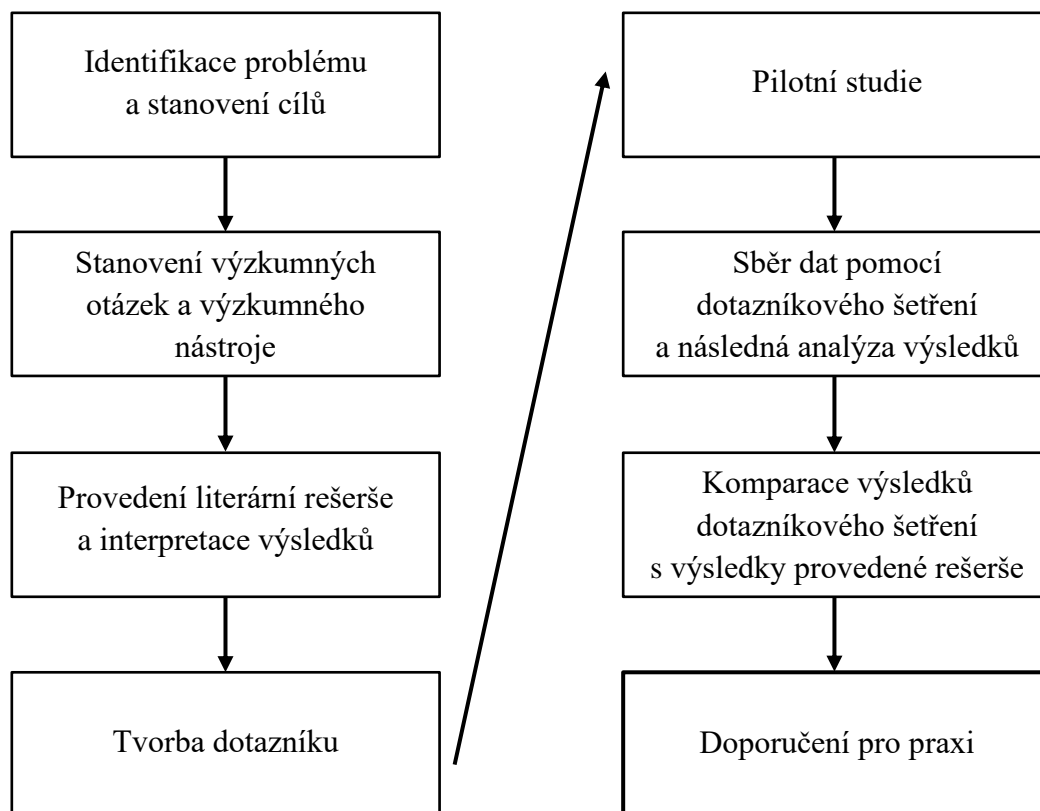 Identifikace problému
a stanovení cílů
Stanovení výzkumných
otázek a výzkumného
nástroje
Provedení literární rešerše
a interpretace výsledků
Tvorba dotazníku
Pilotní studie
Sběr dat pomocí
dotazníkového šetření
a následná analýza výsledků
Komparace výsledků
dotazníkového šetření
s výsledky provedené rešerše
Doporučení pro praxi